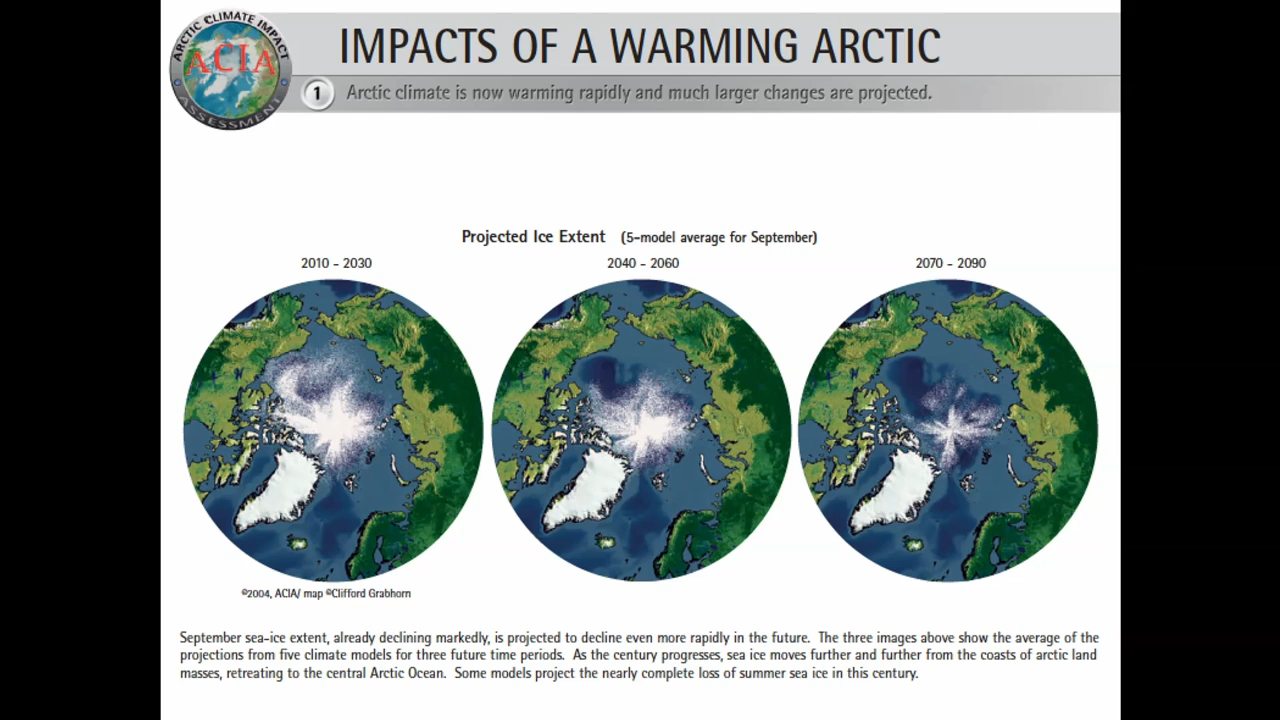 ARCTIC CLIMATE IMPACT
ACIA
ASSESSMENT
IMPACTS OF A WARMING ARCTIC
1 Arctic climate is now warming rapidly and much larger changes are projected.
Projected Ice Extent (5-model average for September)
2010 - 2030 2040 - 2060 2070 - 2090
©2004, ACIA/ map ©Clifford Grabhorn
September sea-ice extent, already declining markedly, is projected to decline even more rapidly in the future. The three images above show the average of the
projections from five climate models for three future time periods. As the century progresses, sea ice moves further and further from the coasts of arctic land
masses, retreating to the central Arctic Ocean. Some models project the nearly complete loss of summer sea ice in this century.